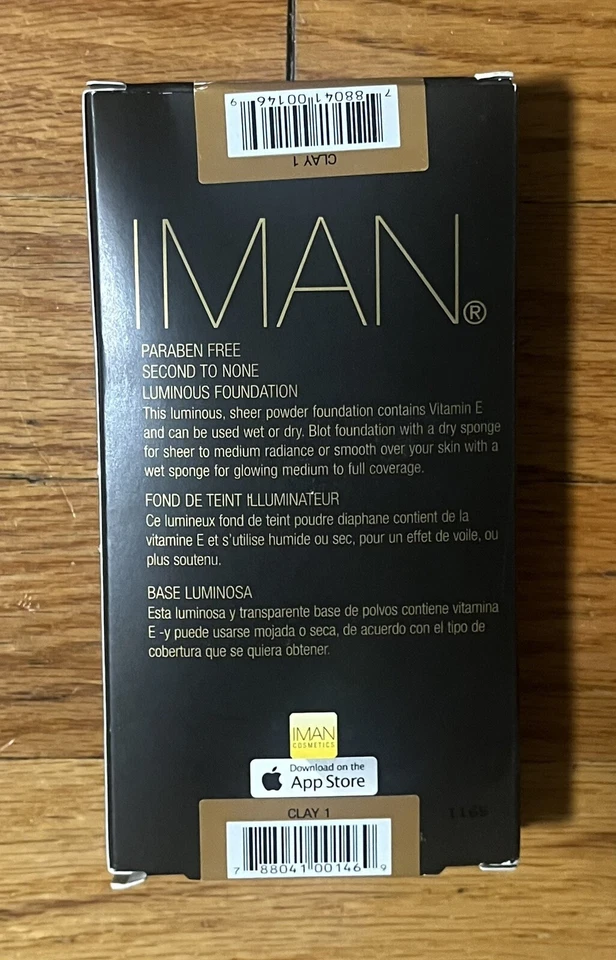 7 88041 00146 9
CLAY 1
IMAN®
PARABEN FREE
SECOND TO NONE
LUMINOUS FOUNDATION
This luminous, sheer powder foundation contains Vitamin E
and can be used wet or dry. Blot foundation with a dry sponge
for sheer to medium radiance or smooth over your skin with a
wet sponge for glowing medium to full coverage.
FOND DE TEINT ILLUMINATEUR
Ce lumineux fond de teint poudre diaphane contient de la
vitamine E et s'utilise humide ou sec, pour un effet de voile, ou
plus soutenu.
BASE LUMINOSA
Esta luminosa y transparente base de polvos contiene vitamina
E -y puede usarse mojada o seca, de acuerdo con el tipo de
cobertura que se quiera obtener.
IMAN
COSMETICS
Download on the
App Store
CLAY 1
7 88041 00146 9